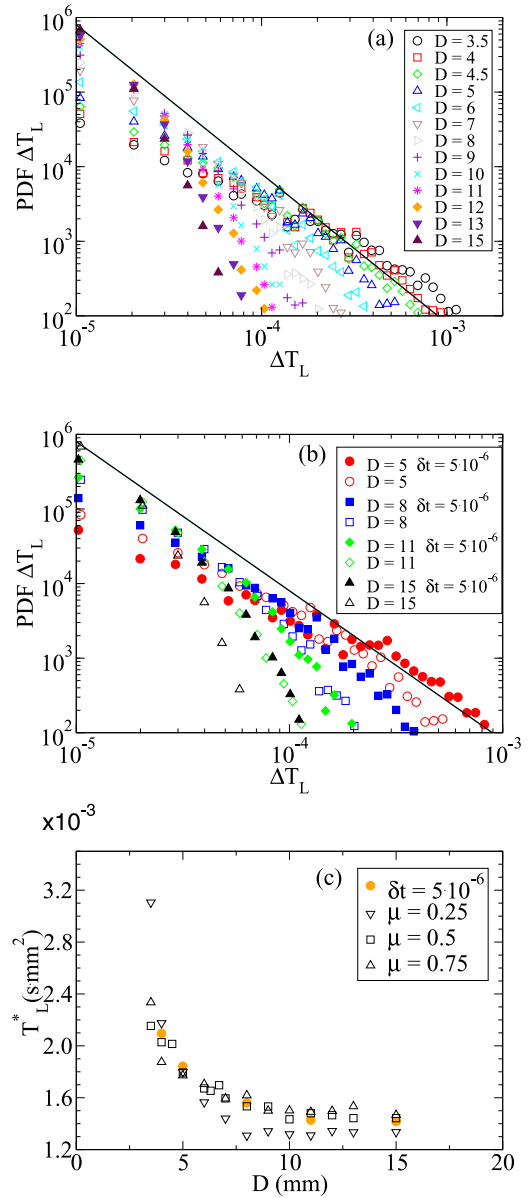 (a)
10^6
10^5
10^4
10^3
10^2
PDF ΔT_L
D = 3.5
D = 4
D = 4.5
D = 5
D = 6
D = 7
D = 8
D = 9
D = 10
D = 11
D = 12
D = 13
D = 15
10^-5 10^-4 10^-3
ΔT_L
(b)
10^6
10^5
10^4
10^3
10^2
PDF ΔT_L
D = 5 δt = 5·10^-6
D = 5
D = 8 δt = 5·10^-6
D = 8
D = 11 δt = 5·10^-6
D = 11
D = 15 δt = 5·10^-6
D = 15
10^-5 10^-4 10^-3
ΔT_L
x10^-3
(c)
3.2
2.8
2.4
2.0
1.6
1.2
T*_L(s·mm^2)
δt = 5·10^-6
μ = 0.25
μ = 0.5
μ = 0.75
0 5 10 15 20
D (mm)